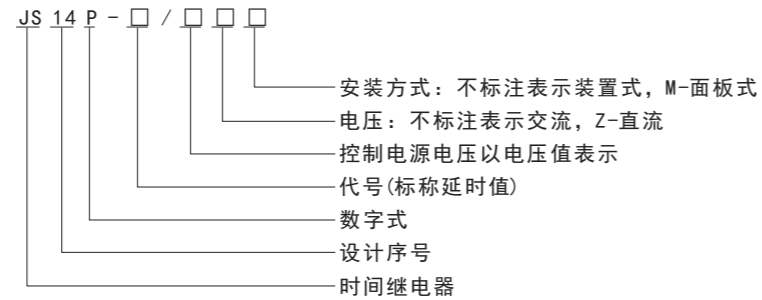 JS 14 P - □ / □ □ □
安装方式：不标注表示装置式，M-面板式
电压：不标注表示交流，Z-直流
控制电源电压以电压值表示
代号(标称延时值)
数字式
设计序号
时间继电器